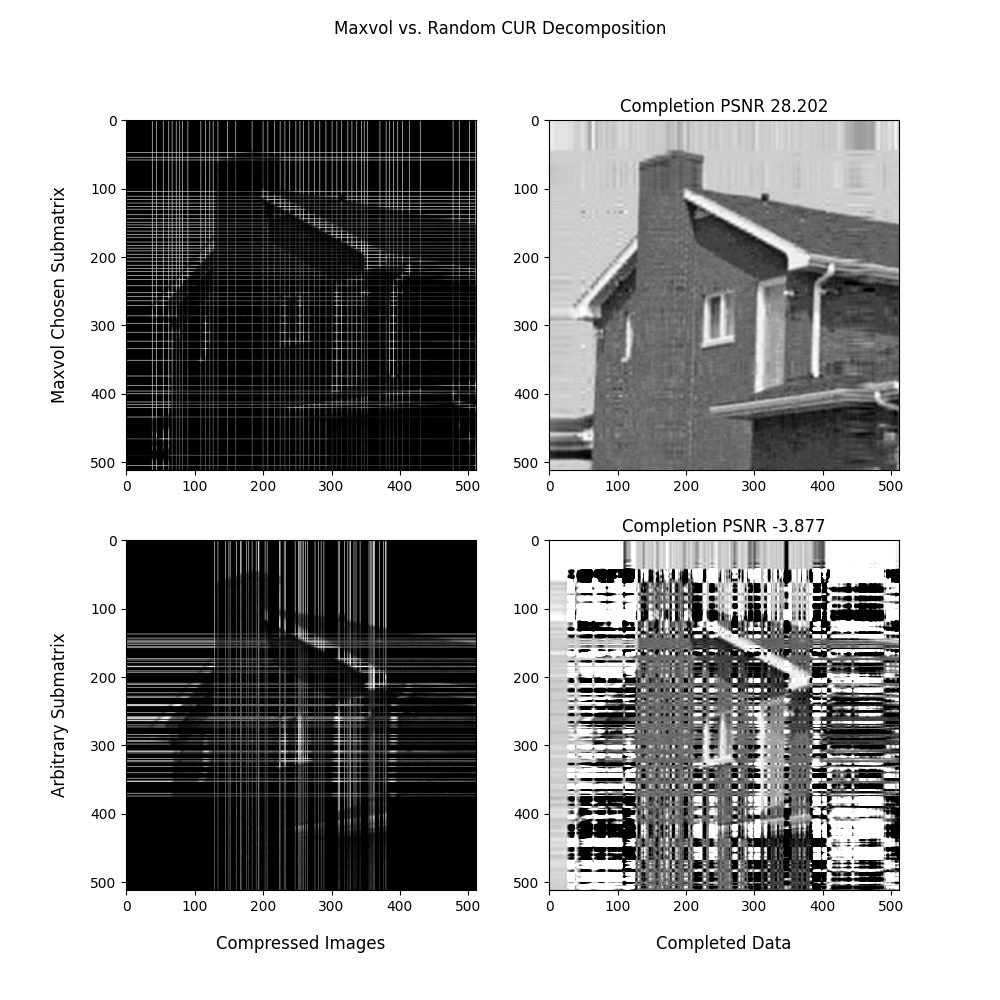 Maxvol vs. Random CUR Decomposition
Completion PSNR 28.202
Maxvol Chosen Submatrix
0
100
200
300
400
500
0 100 200 300 400 500
0
100
200
300
400
500
0 100 200 300 400 500
Completion PSNR -3.877
Arbitrary Submatrix
0
100
200
300
400
500
0 100 200 300 400 500
0
100
200
300
400
500
0 100 200 300 400 500
Compressed Images
Completed Data